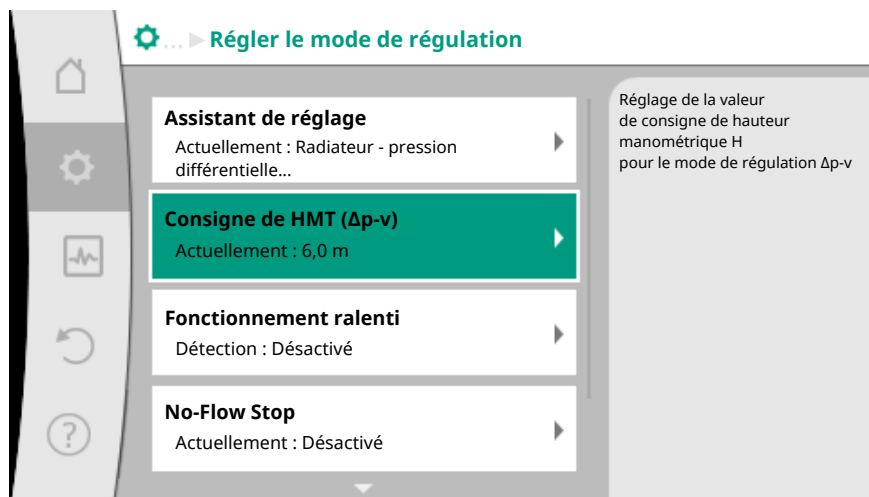 ... Régler le mode de régulation
Assistant de réglage
Actuellement : Radiateur - pression
différentielle...
Consigne de HMT (Δp-v)
Actuellement : 6,0 m
Fonctionnement ralenti
Détection : Désactivé
No-Flow Stop
Actuellement : Désactivé
Réglage de la valeur
de consigne de hauteur
manométrique H
pour le mode de régulation Δp-v
?